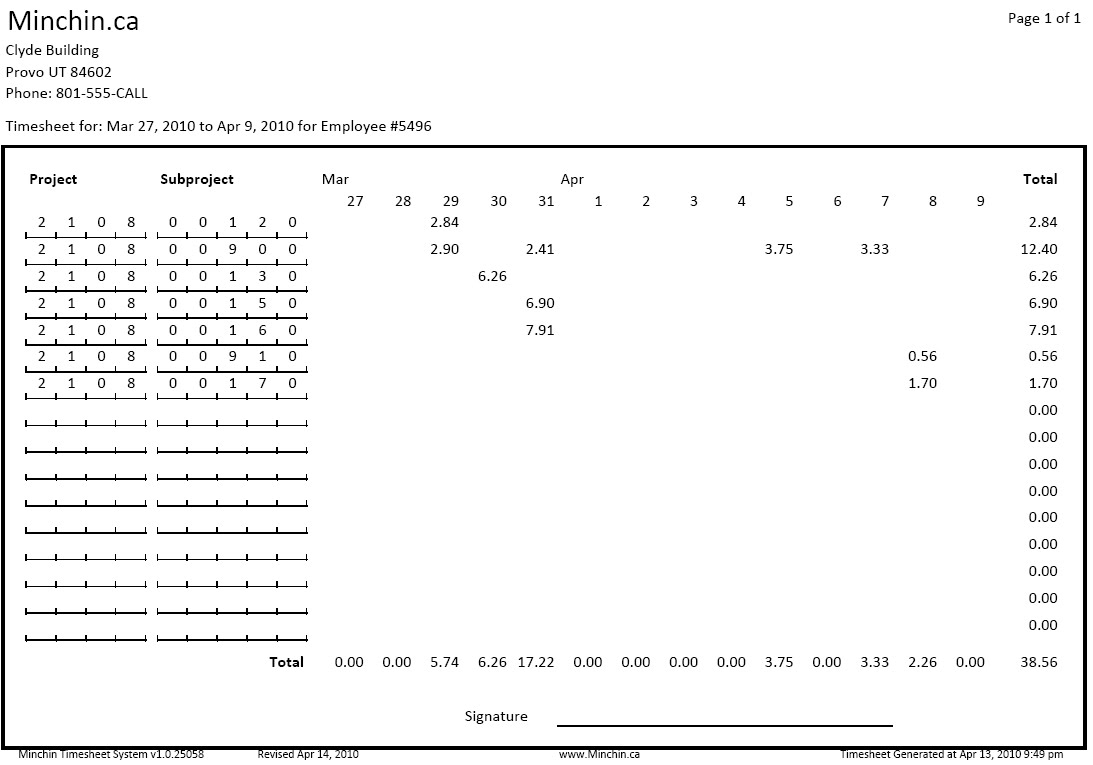 Minchin.ca
Page 1 of 1
Clyde Building
Provo UT 84602
Phone: 801-555-CALL
Timesheet for: Mar 27, 2010 to Apr 9, 2010 for Employee #5496
Project Subproject Mar Apr Total
27 28 29 30 31 1 2 3 4 5 6 7 8 9
2 1 0 8 0 0 1 2 0 2.84 2.84
2 1 0 8 0 0 9 0 0 2.90 2.41 3.75 3.33 12.40
2 1 0 8 0 0 1 3 0 6.26 6.26
2 1 0 8 0 0 1 5 0 6.90 6.90
2 1 0 8 0 0 1 6 0 7.91 7.91
2 1 0 8 0 0 9 1 0 0.56 0.56
2 1 0 8 0 0 1 7 0 1.70 1.70
0.00
0.00
0.00
0.00
0.00
0.00
0.00
0.00
0.00
Total 0.00 0.00 5.74 6.26 17.22 0.00 0.00 0.00 0.00 3.75 0.00 3.33 2.26 0.00 38.56
Signature
Minchin Timesheet System v1.0.25058 Revised Apr 14, 2010 www.Minchin.ca Timesheet Generated at Apr 13, 2010 9:49 pm